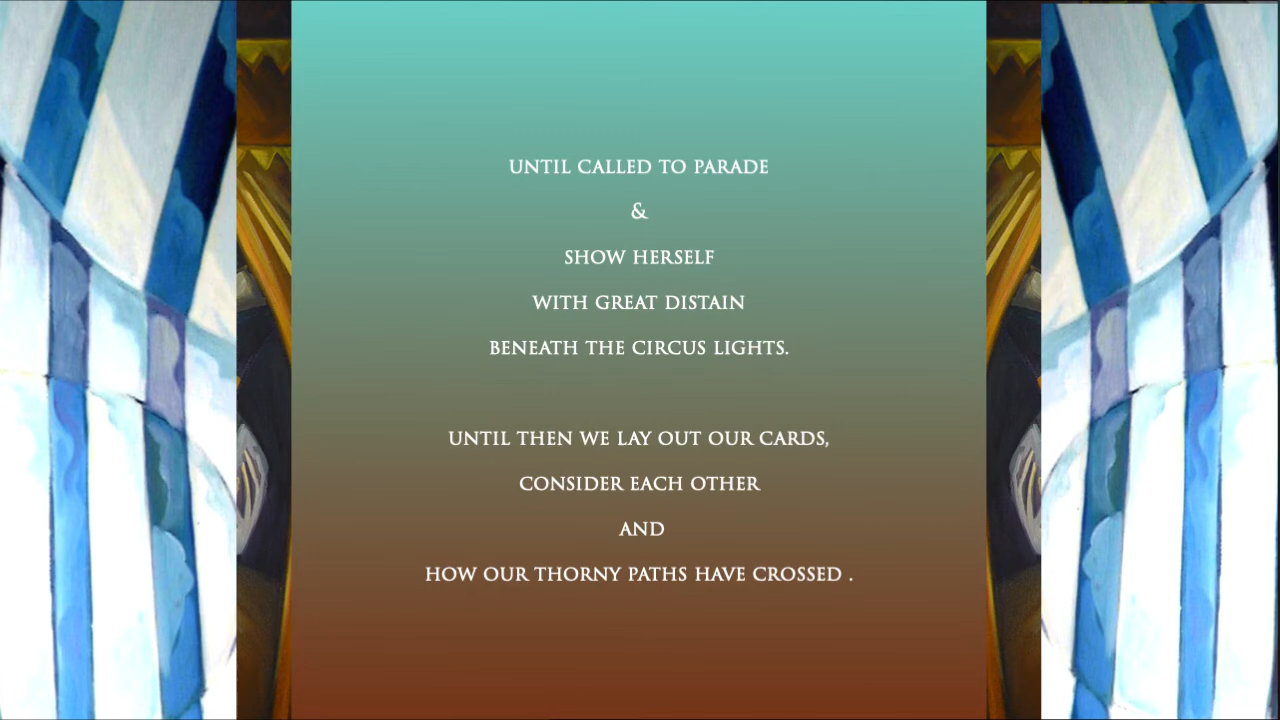 UNTIL CALLED TO PARADE
&
SHOW HERSELF
WITH GREAT DISTAIN
BENEATH THE CIRCUS LIGHTS.
UNTIL THEN WE LAY OUT OUR CARDS,
CONSIDER EACH OTHER
AND
HOW OUR THORNY PATHS HAVE CROSSED .